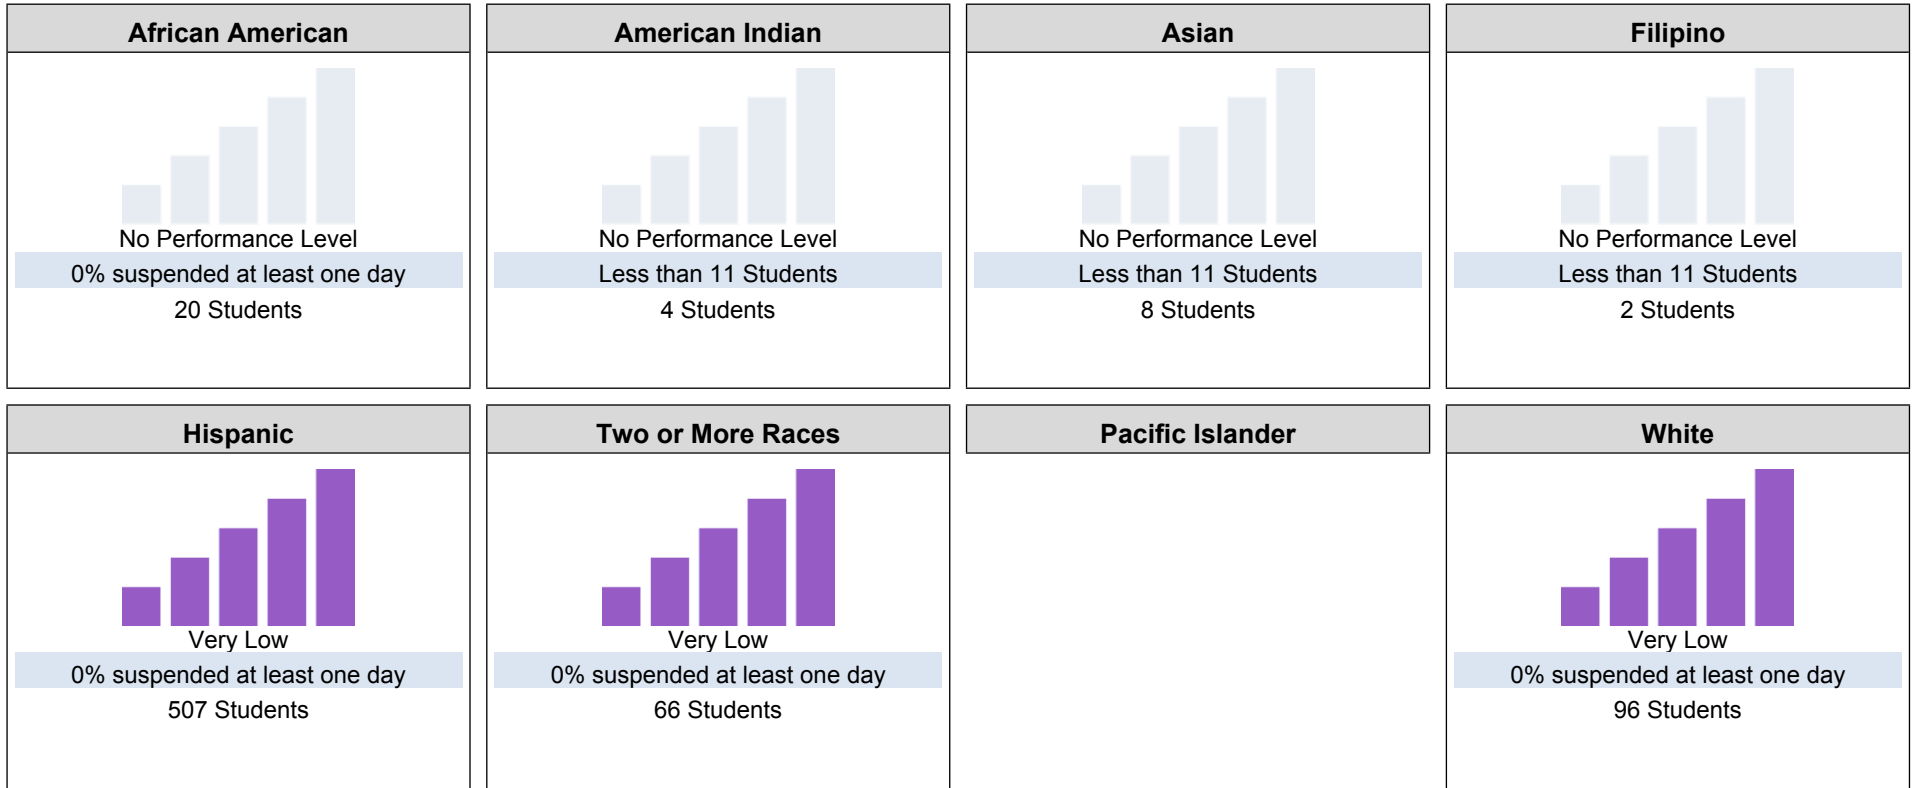 African American
No Performance Level
0% suspended at least one day
20 Students
American Indian
No Performance Level
Less than 11 Students
4 Students
Asian
No Performance Level
Less than 11 Students
8 Students
Filipino
No Performance Level
Less than 11 Students
2 Students
Hispanic
Very Low
0% suspended at least one day
507 Students
Two or More Races
Very Low
0% suspended at least one day
66 Students
Pacific Islander
White
Very Low
0% suspended at least one day
96 Students